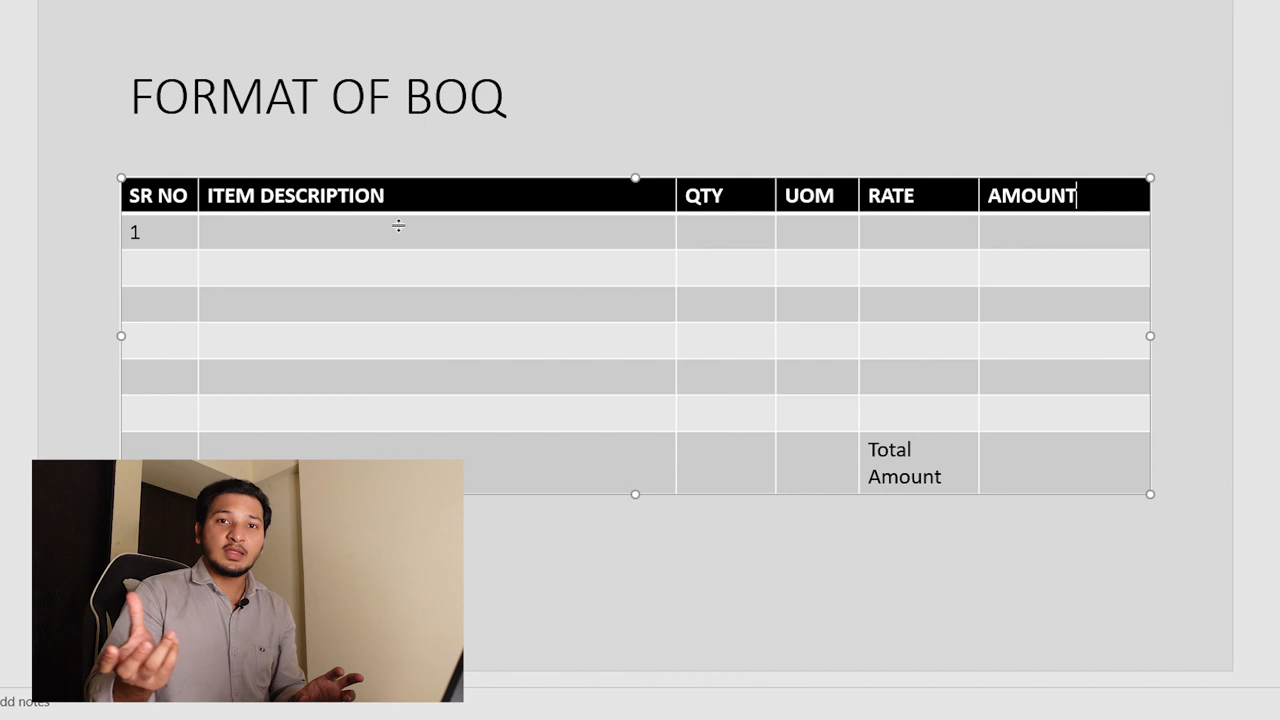 FORMAT OF BOQ
SR NO ITEM DESCRIPTION QTY UOM RATE AMOUNT
1
Total
Amount
dd notes